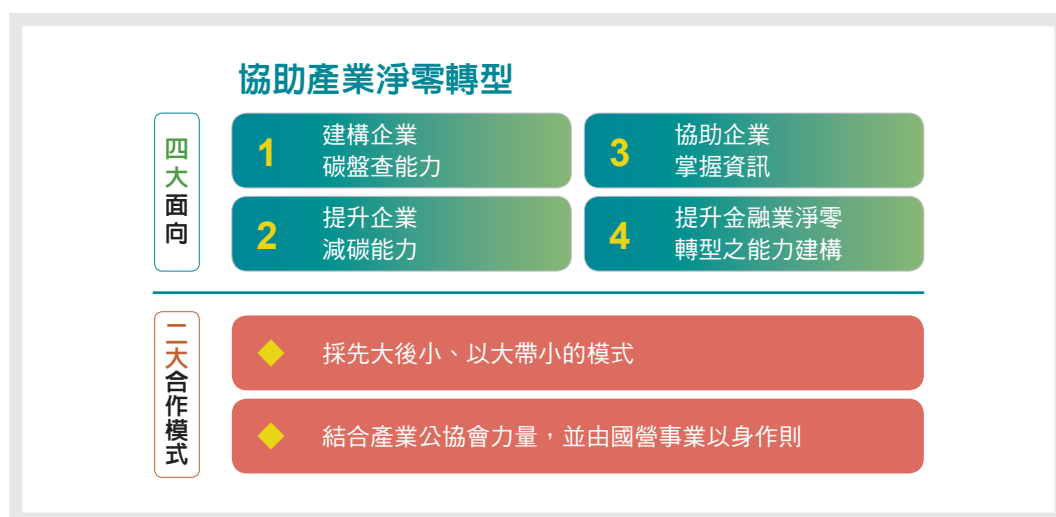 協助產業淨零轉型
四大面向
1
建構企業
碳盤查能力
2
提升企業
減碳能力
3
協助企業
掌握資訊
4
提升金融業淨零
轉型之能力建構
二大合作模式
採先大後小、以大帶小的模式
結合產業公協會力量，並由國營事業以身作則